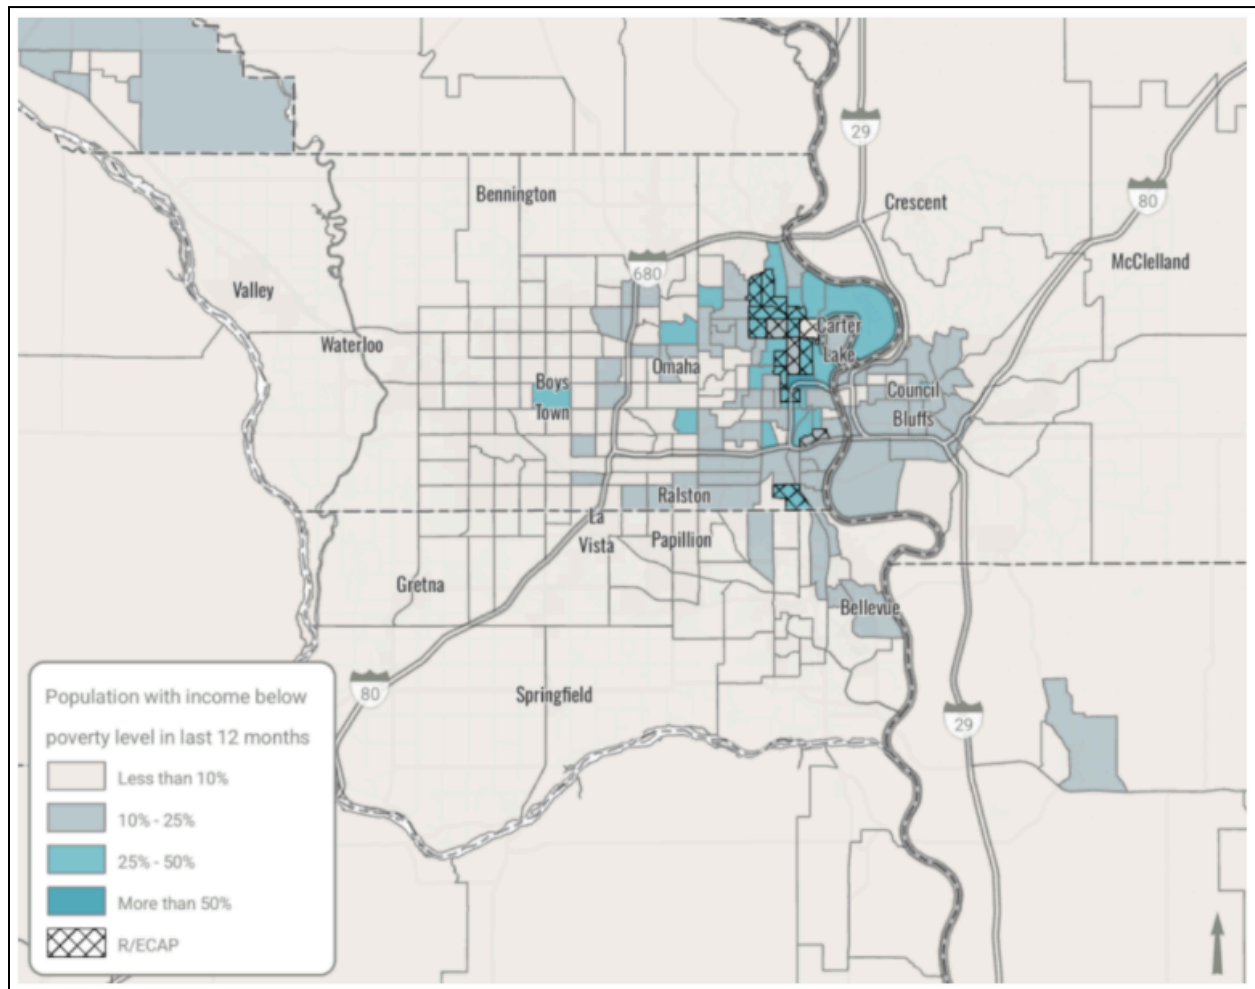 29
80
Bennington
Crescent
McClelland
680
Valley
Waterloo
Carter
Lake
Omaha
Boys
Town
Council
Bluffs
Ralston
La
Vista
Papillion
Gretna
Bellevue
Population with income below
poverty level in last 12 months
Less than 10%
10% - 25%
25% - 50%
More than 50%
R/ECAP
80
Springfield
29